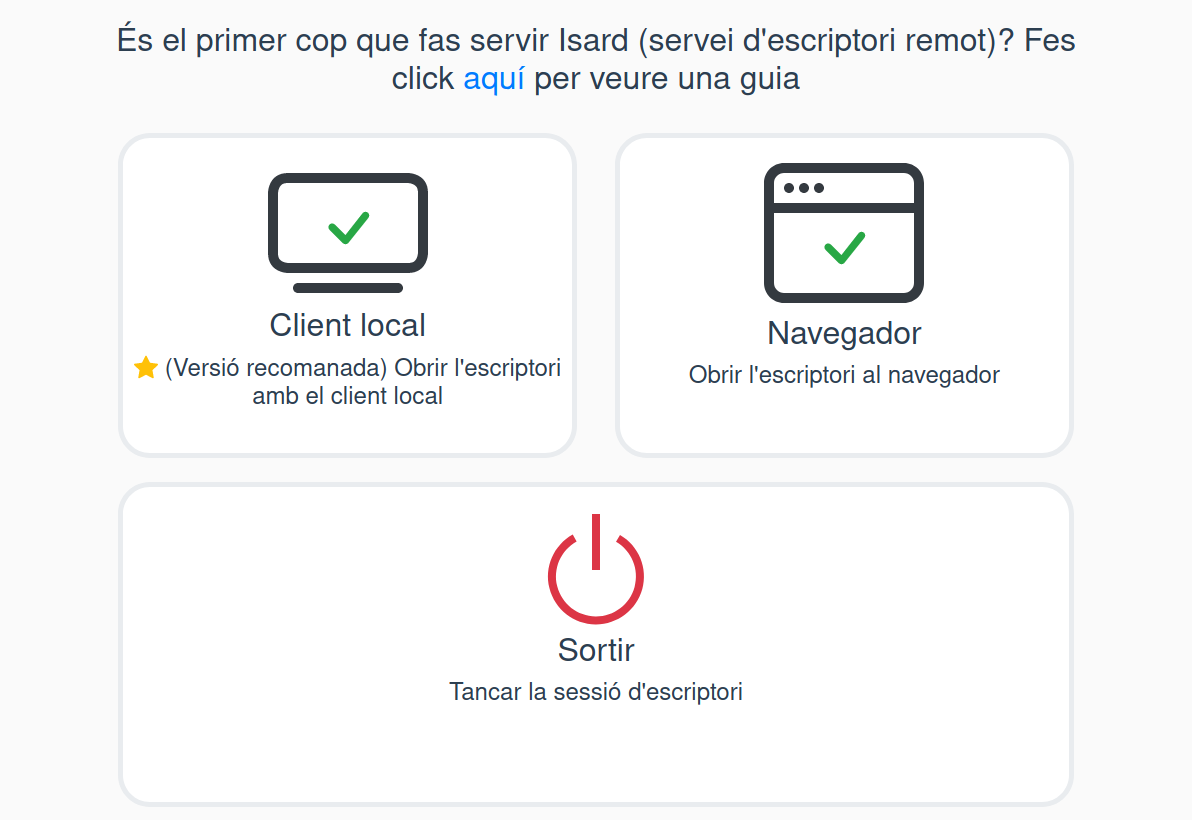 És el primer cop que fas servir Isard (servei d'escriptori remot)? Fes
click aquí per veure una guia
Client local
(Versió recomanada) Obrir l'escriptori
amb el client local
Navegador
Obrir l'escriptori al navegador
Sortir
Tancar la sessió d'escriptori